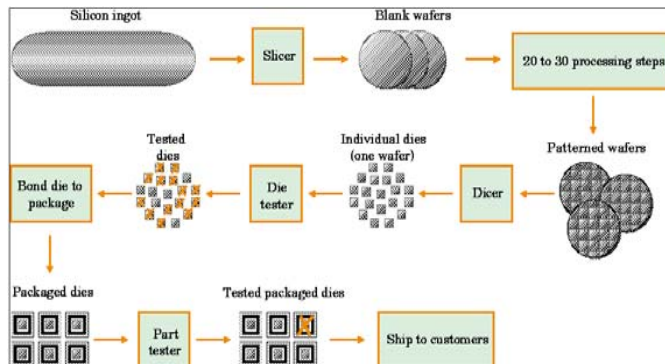 Silicon ingot
Slicer
Blank wafers
20 to 30 processing steps
Tested
dies
Individual dies
(one wafer)
Patterned wafers
Bond die to
package
Die
tester
Dicer
Packaged dies
Part
tester
Tested packaged dies
Ship to customers